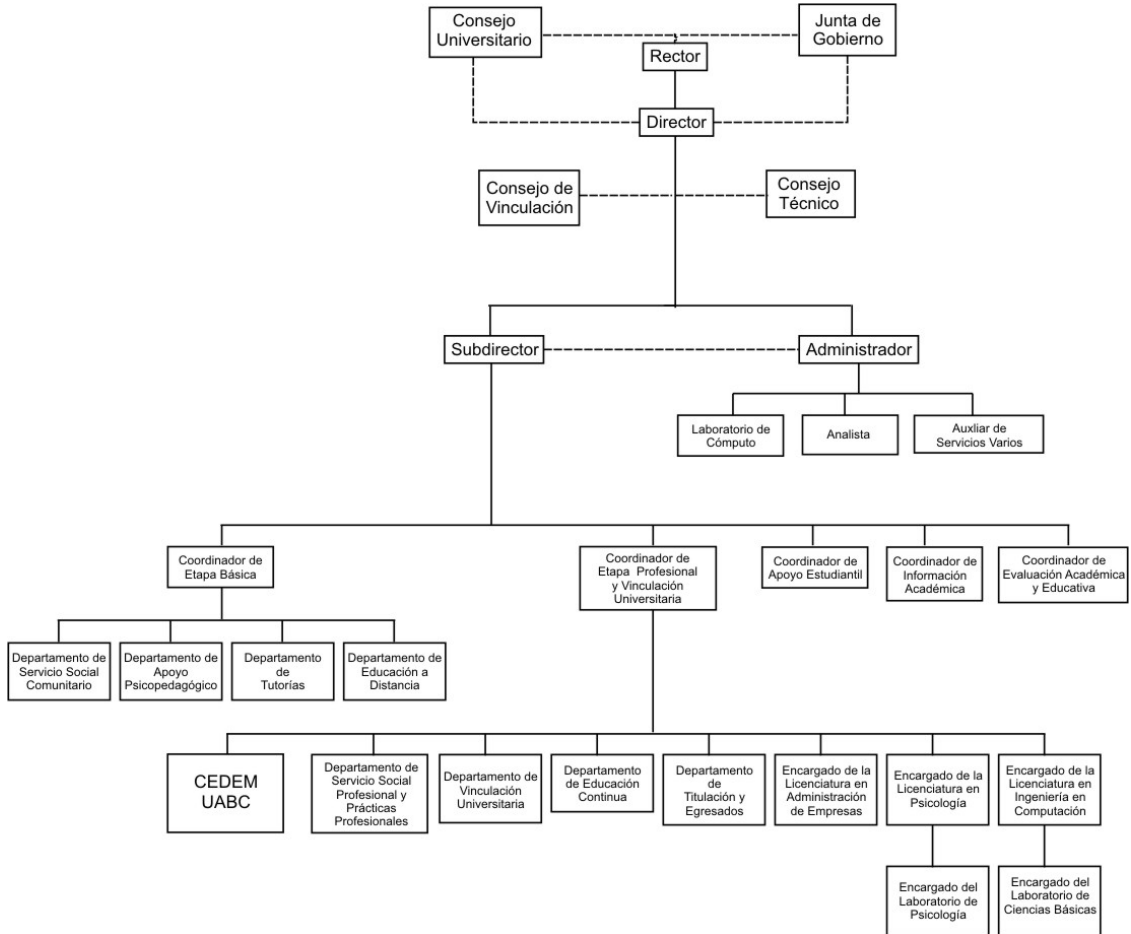 Consejo
Universitario
Junta de
Gobierno
Rector
Director
Consejo de
Vinculación
Consejo
Técnico
Subdirector
Administrador
Laboratorio de
Cómputo
Analista
Auxliar de
Servicios Varios
Coordinador de
Etapa Básica
Coordinador de
Etapa Profesional
y Vinculación
Universitaria
Coordinador de
Apoyo Estudiantil
Coordinador de
Información
Académica
Coordinador de
Evaluación Académica
y Educativa
Departamento de
Servicio Social
Comunitario
Departamento de
Apoyo
Psicopedagógico
Departamento
de
Tutorías
Departamento de
Educación a
Distancia
CEDEM
UABC
Departamento de
Servicio Social
Profesional y
Prácticas
Profesionales
Departamento de
Vinculación
Universitaria
Departamento
de Educación
Continua
Departamento
de
Titulación y
Egresados
Encargado de la
Licenciatura en
Administración
de Empresas
Encargado de la
Licenciatura en
Psicología
Encargado de la
Licenciatura en
Ingeniería en
Computación
Encargado del
Laboratorio de
Psicología
Encargado del
Laboratorio de
Ciencias Básicas